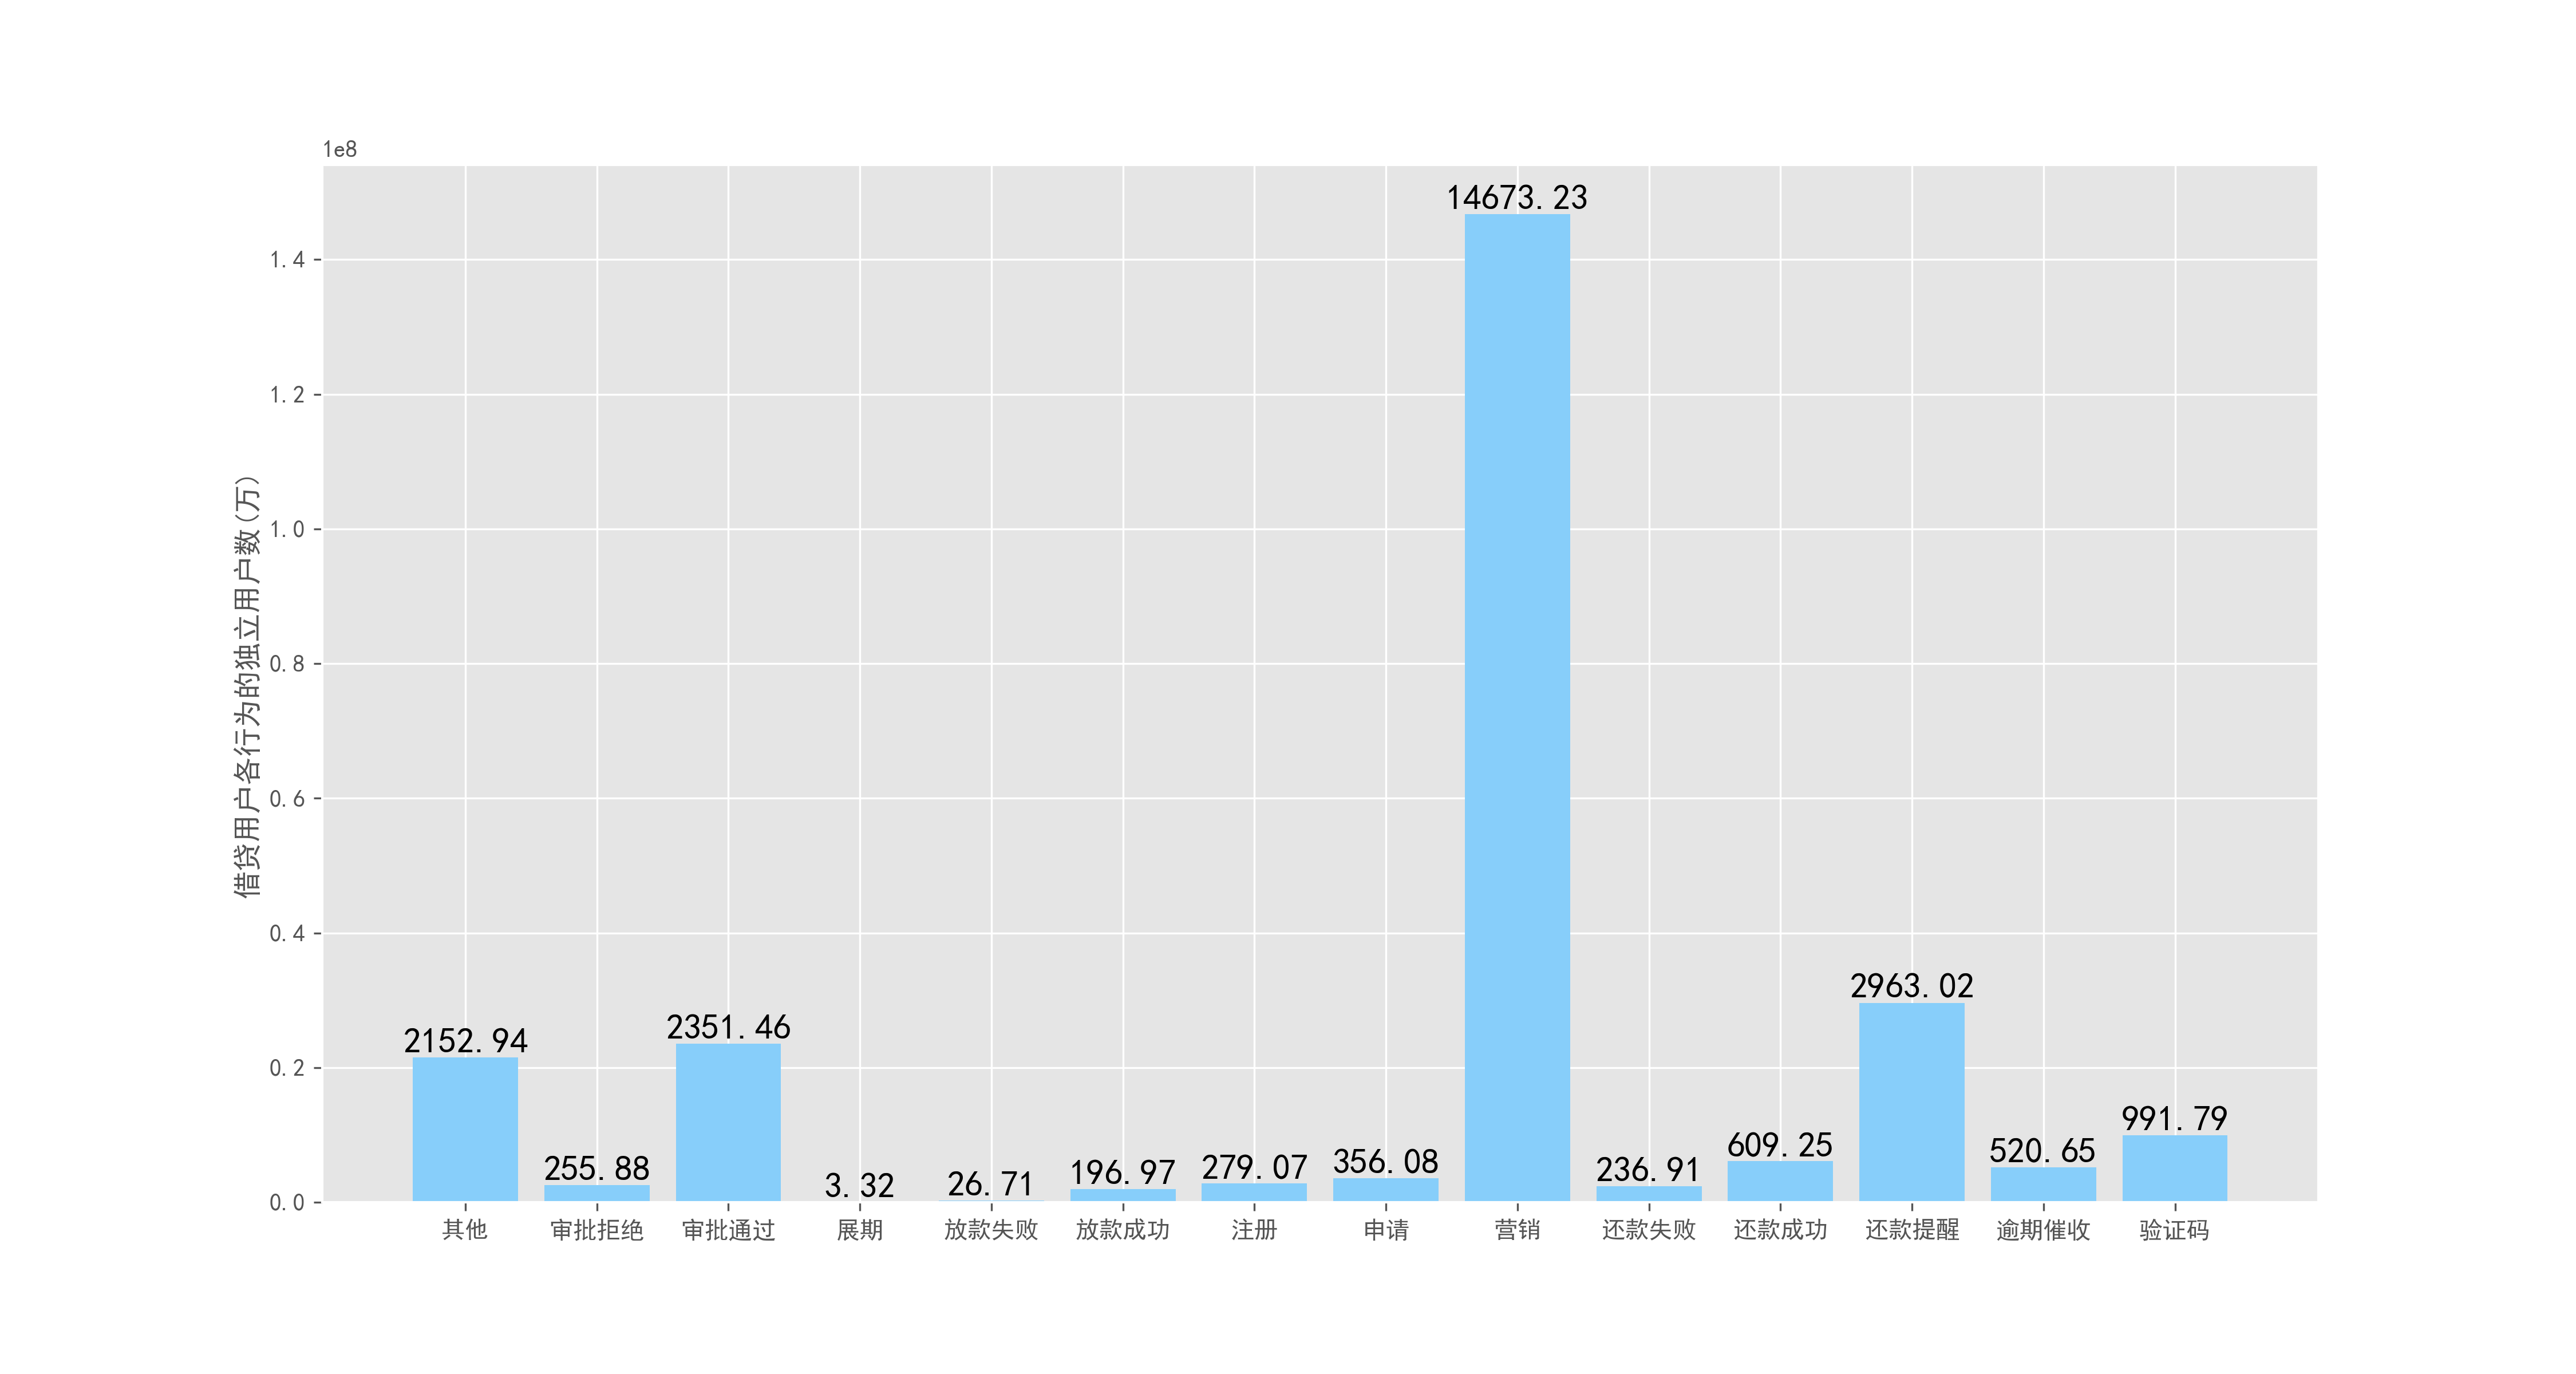 1e8
借贷用户各行为的独立用户数(万)
1.4
1.2
1.0
0.8
0.6
0.4
0.2
0.0
2152.94
255.88
2351.46
3.32
26.71
196.97
279.07
356.08
14673.23
236.91
609.25
2963.02
520.65
991.79
其他
审批拒绝
审批通过
展期
放款失败
放款成功
注册
申请
营销
还款失败
还款成功
还款提醒
逾期催收
验证码